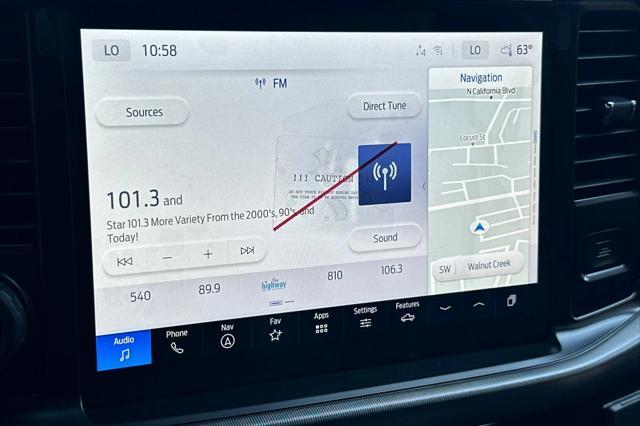 LO 10:58 LO 63°
FM
Sources
Direct Tune
101.3 and
Star 101.3 More Variety From the 2000's, 90's and
Today!
Sound
540 89.9 the highway 810 106.3
!!! CAUTION !!!
Navigation
N California Blvd
Locust St
SW Walnut Creek
Audio Phone Nav Fav Apps Settings Features